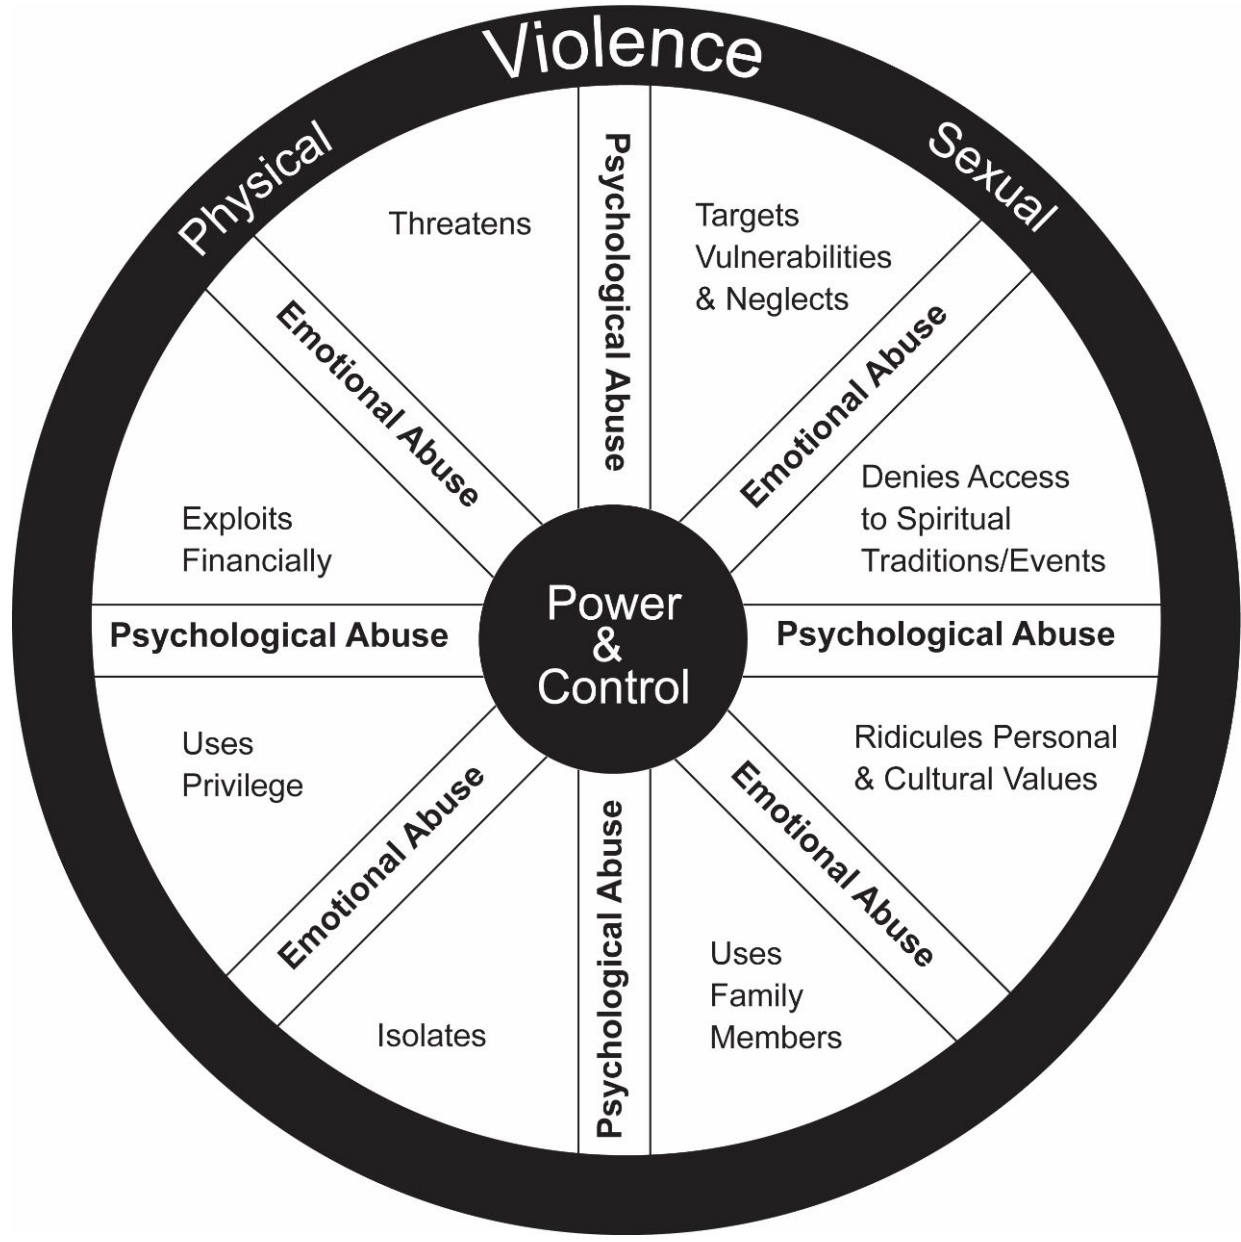 Violence
Physical
Sexual
Psychological Abuse
Threatens
Targets
Vulnerabilities
& Neglects
Emotional Abuse
Emotional Abuse
Exploits
Financially
Denies Access
to Spiritual
Traditions/Events
Psychological Abuse
Power
&
Control
Psychological Abuse
Uses
Privilege
Ridicules Personal
& Cultural Values
Emotional Abuse
Emotional Abuse
Isolates
Psychological Abuse
Uses
Family
Members